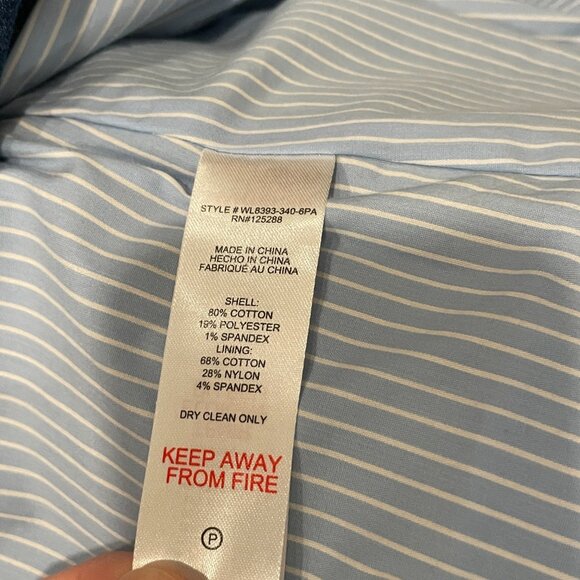 STYLE # WL8393-340-6PA
RN#125288
MADE IN CHINA
HECHO IN CHINA
FABRIQUÉ AU CHINA
SHELL:
80% COTTON
19% POLYESTER
1% SPANDEX
LINING:
68% COTTON
28% NYLON
4% SPANDEX
DRY CLEAN ONLY
KEEP AWAY
FROM FIRE
P